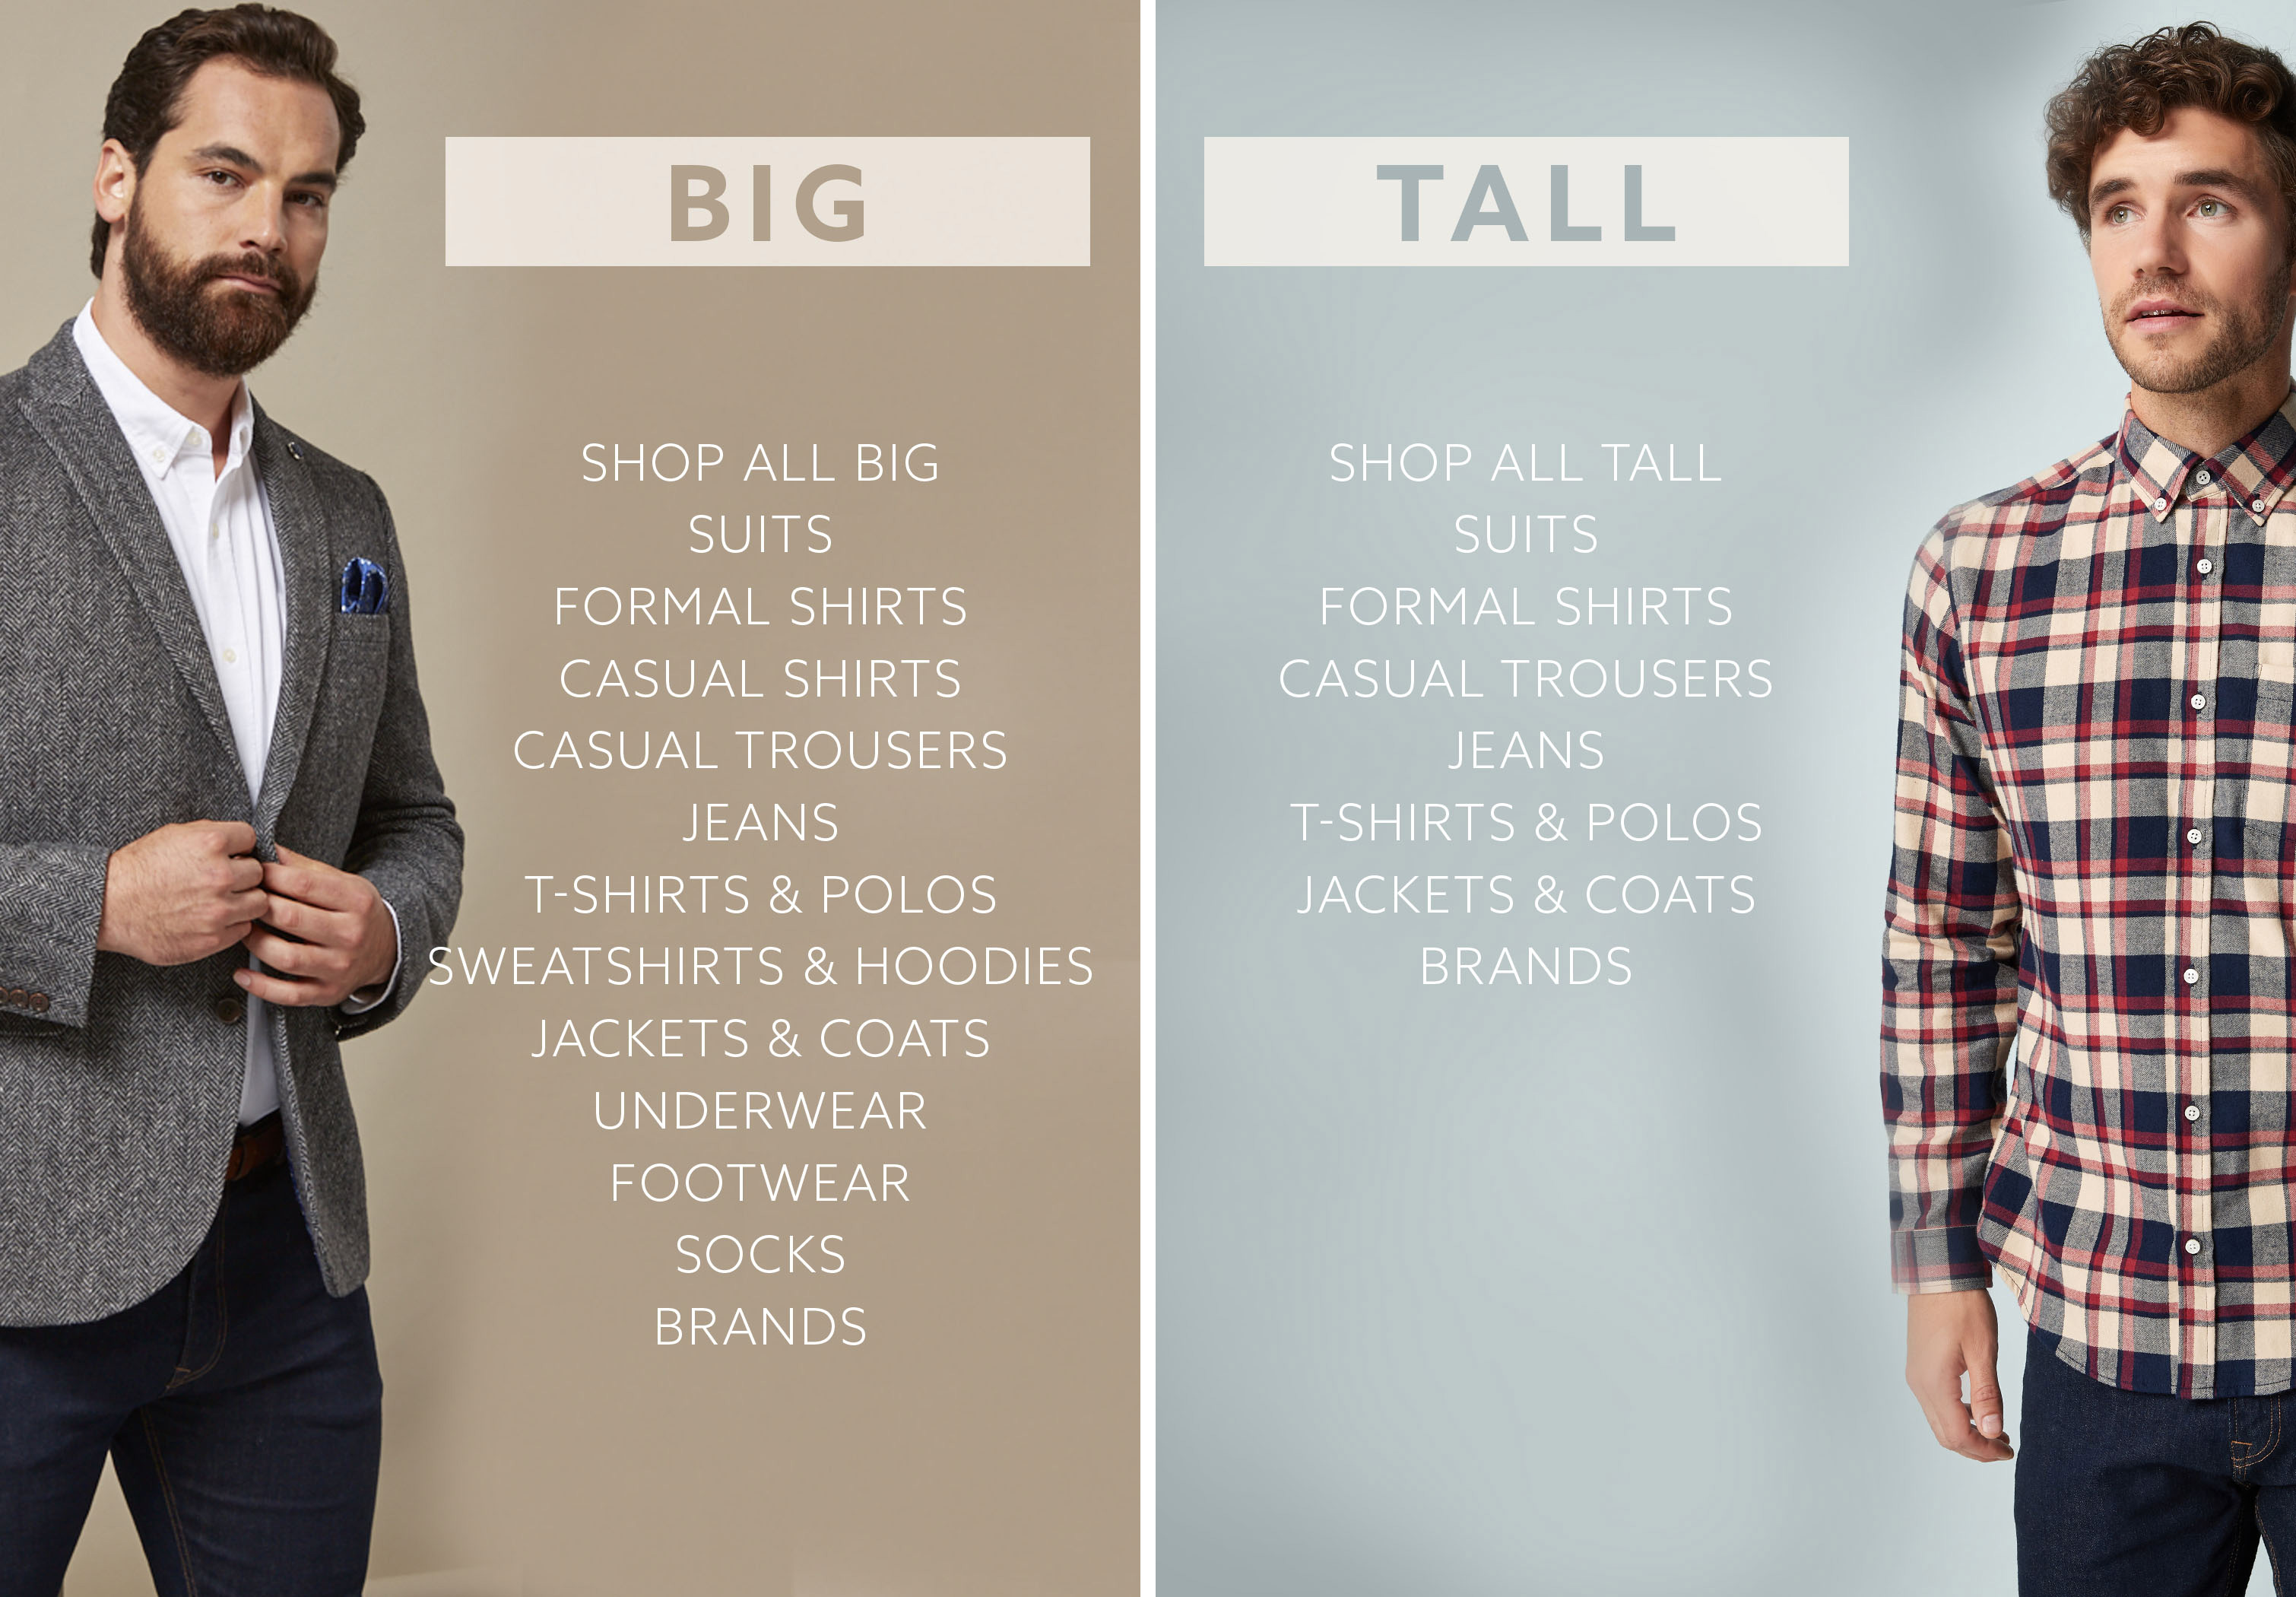 BIG
SHOP ALL BIG
SUITS
FORMAL SHIRTS
CASUAL SHIRTS
CASUAL TROUSERS
JEANS
T-SHIRTS & POLOS
SWEATSHIRTS & HOODIES
JACKETS & COATS
UNDERWEAR
FOOTWEAR
SOCKS
BRANDS
TALL
SHOP ALL TALL
SUITS
FORMAL SHIRTS
CASUAL TROUSERS
JEANS
T-SHIRTS & POLOS
JACKETS & COATS
BRANDS